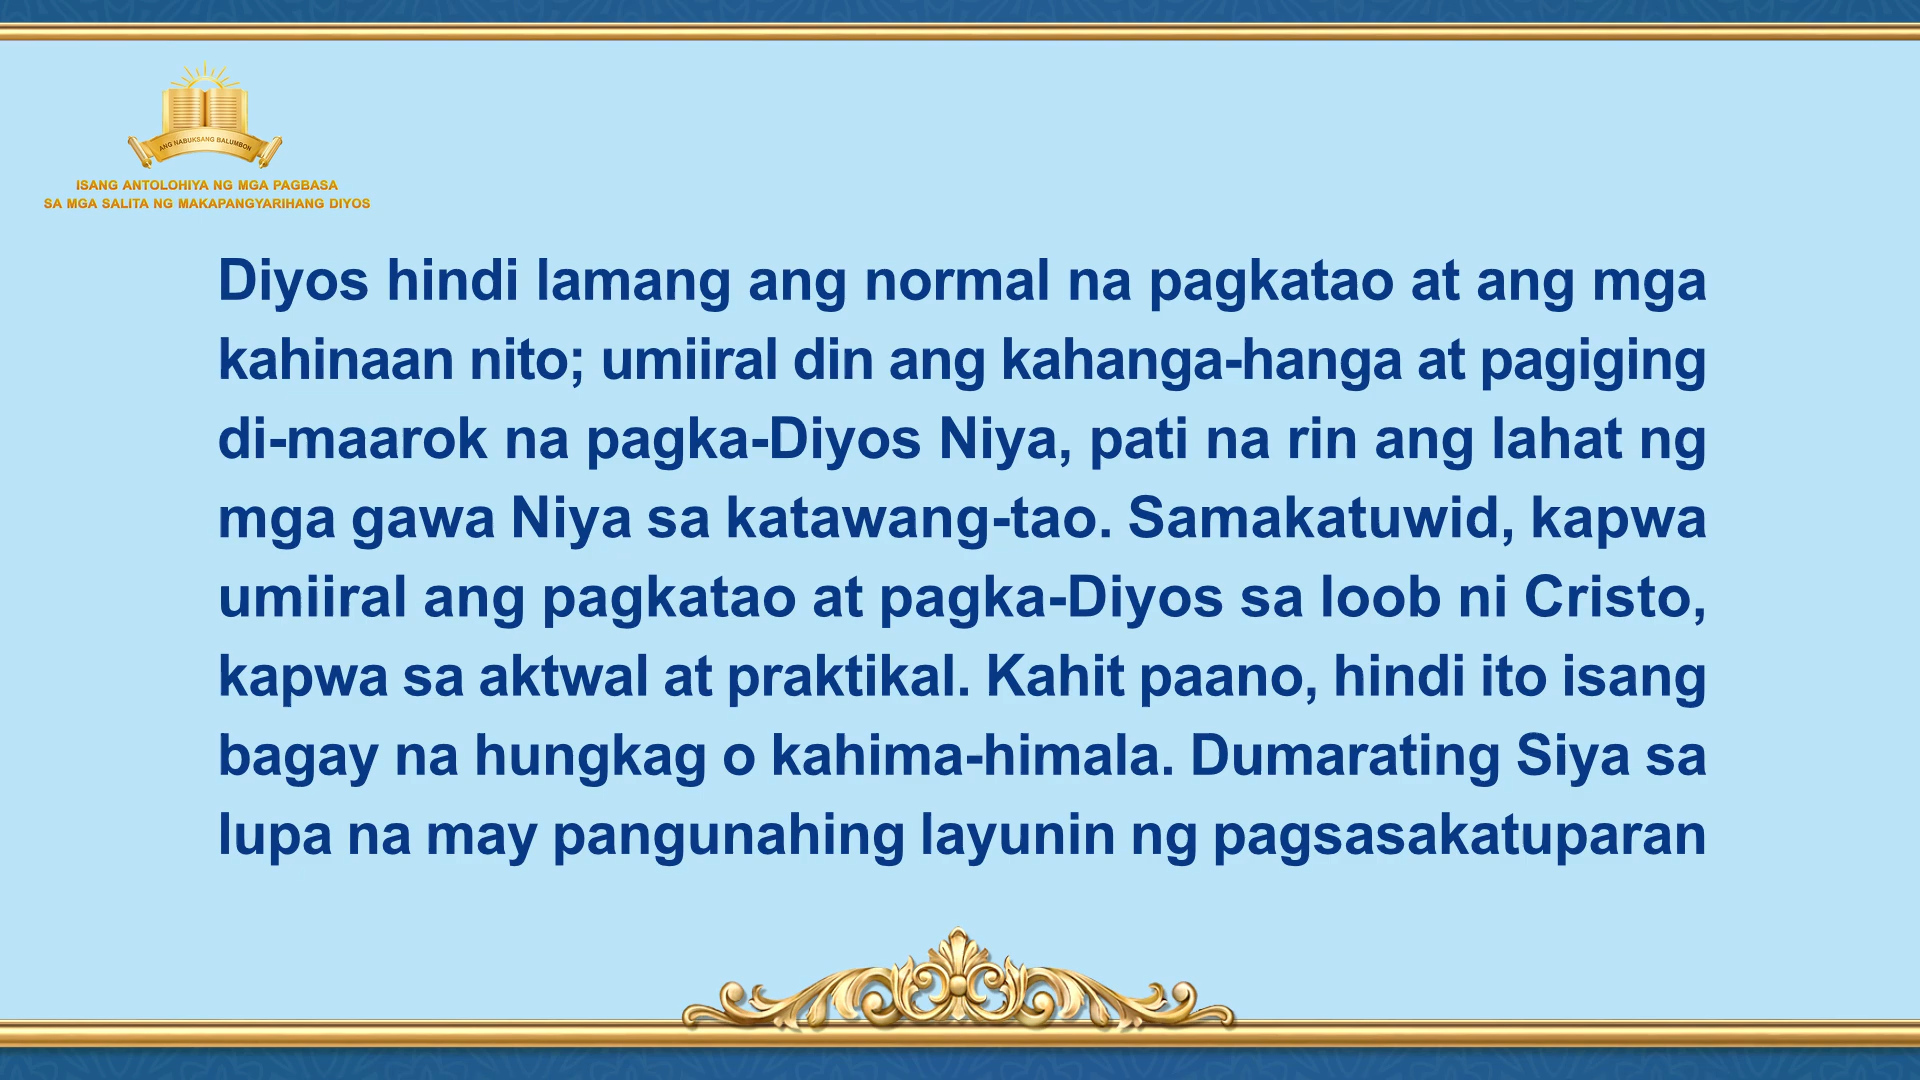 ANG NABUKSANG BALUMBON
ISANG ANTOLOHIYA NG MGA PAGBASA
SA MGA SALITA NG MAKAPANGYARIHANG DIYOS
Diyos hindi lamang ang normal na pagkatao at ang mga
kahinaan nito; umiiral din ang kahanga-hanga at pagiging
di-maarok na pagka-Diyos Niya, pati na rin ang lahat ng
mga gawa Niya sa katawang-tao. Samakatuwid, kapwa
umiiral ang pagkatao at pagka-Diyos sa loob ni Cristo,
kapwa sa aktwal at praktikal. Kahit paano, hindi ito isang
bagay na hungkag o kahima-himala. Dumarating Siya sa
lupa na may pangunahing layunin ng pagsasakatuparan